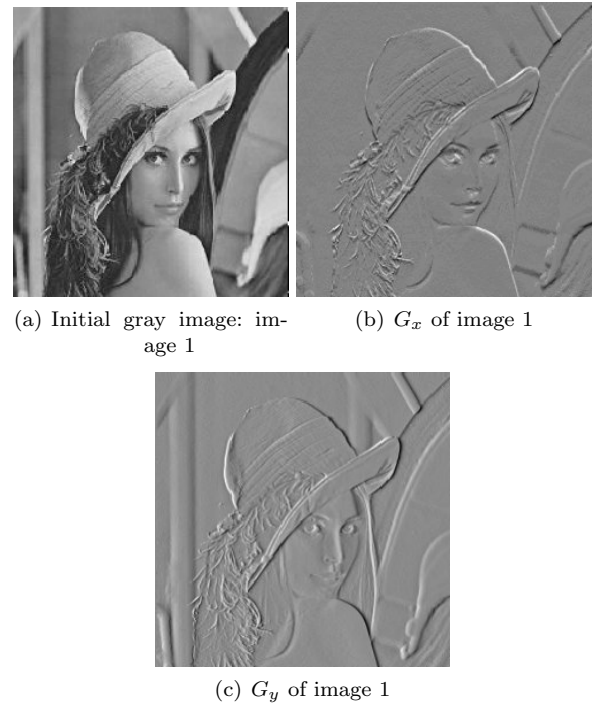 (a) Initial gray image: im-
age 1
(b) Gx of image 1
(c) Gy of image 1